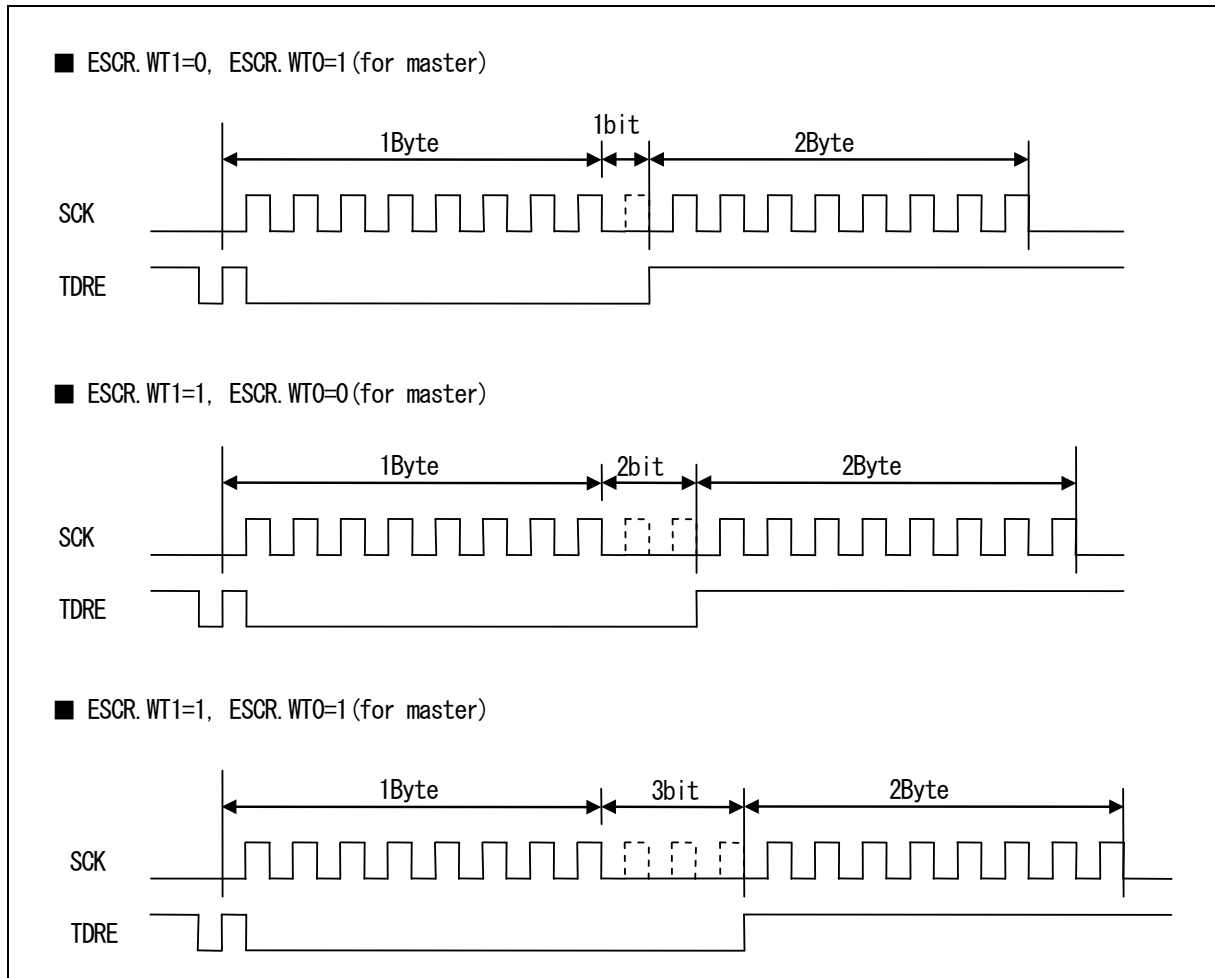 ■ ESCR.WT1=0, ESCR.WT0=1(for master)
1Byte 1bit 2Byte
SCK
TDRE
■ ESCR.WT1=1, ESCR.WT0=0(for master)
1Byte 2bit 2Byte
SCK
TDRE
■ ESCR.WT1=1, ESCR.WT0=1(for master)
1Byte 3bit 2Byte
SCK
TDRE